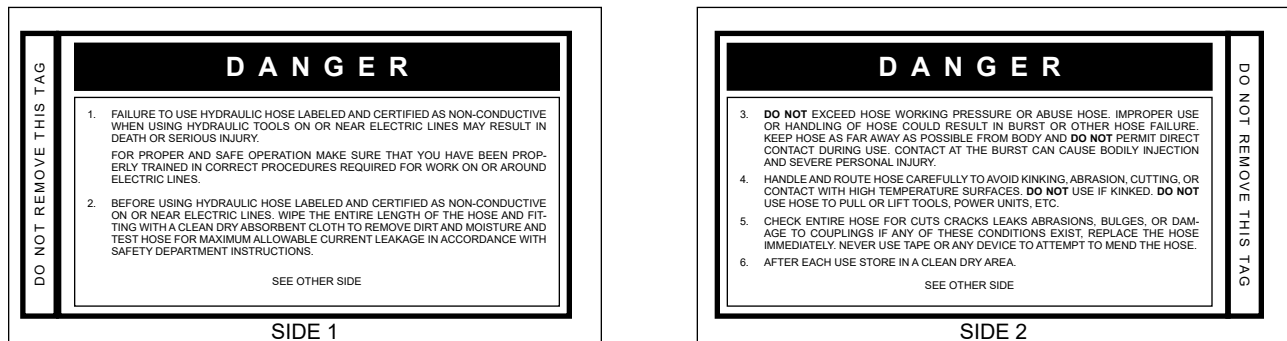 DO NOT REMOVE THIS TAG
DANGER
1. FAILURE TO USE HYDRAULIC HOSE LABELED AND CERTIFIED AS NON-CONDUCTIVE
WHEN USING HYDRAULIC TOOLS ON OR NEAR ELECTRIC LINES MAY RESULT IN
DEATH OR SERIOUS INJURY.
FOR PROPER AND SAFE OPERATION MAKE SURE THAT YOU HAVE BEEN PROP-
ERLY TRAINED IN CORRECT PROCEDURES REQUIRED FOR WORK ON OR AROUND
ELECTRIC LINES.
2. BEFORE USING HYDRAULIC HOSE LABELED AND CERTIFIED AS NON-CONDUCTIVE
ON OR NEAR ELECTRIC LINES. WIPE THE ENTIRE LENGTH OF THE HOSE AND FIT-
TING WITH A CLEAN DRY ABSORBENT CLOTH TO REMOVE DIRT AND MOISTURE AND
TEST HOSE FOR MAXIMUM ALLOWABLE CURRENT LEAKAGE IN ACCORDANCE WITH
SAFETY DEPARTMENT INSTRUCTIONS.
SEE OTHER SIDE
SIDE 1
DANGER
3. DO NOT EXCEED HOSE WORKING PRESSURE OR ABUSE HOSE. IMPROPER USE
OR HANDLING OF HOSE COULD RESULT IN BURST OR OTHER HOSE FAILURE.
KEEP HOSE AS FAR AWAY AS POSSIBLE FROM BODY AND DO NOT PERMIT DIRECT
CONTACT DURING USE. CONTACT AT THE BURST CAN CAUSE BODILY INJECTION
AND SEVERE PERSONAL INJURY.
4. HANDLE AND ROUTE HOSE CAREFULLY TO AVOID KINKING, ABRASION, CUTTING, OR
CONTACT WITH HIGH TEMPERATURE SURFACES. DO NOT USE IF KINKED. DO NOT
USE HOSE TO PULL OR LIFT TOOLS, POWER UNITS, ETC.
5. CHECK ENTIRE HOSE FOR CUTS CRACKS LEAKS ABRASIONS, BULGES, OR DAM-
AGE TO COUPLINGS IF ANY OF THESE CONDITIONS EXIST, REPLACE THE HOSE
IMMEDIATELY. NEVER USE TAPE OR ANY DEVICE TO ATTEMPT TO MEND THE HOSE.
6. AFTER EACH USE STORE IN A CLEAN DRY AREA.
SEE OTHER SIDE
DO NOT REMOVE THIS TAG
SIDE 2